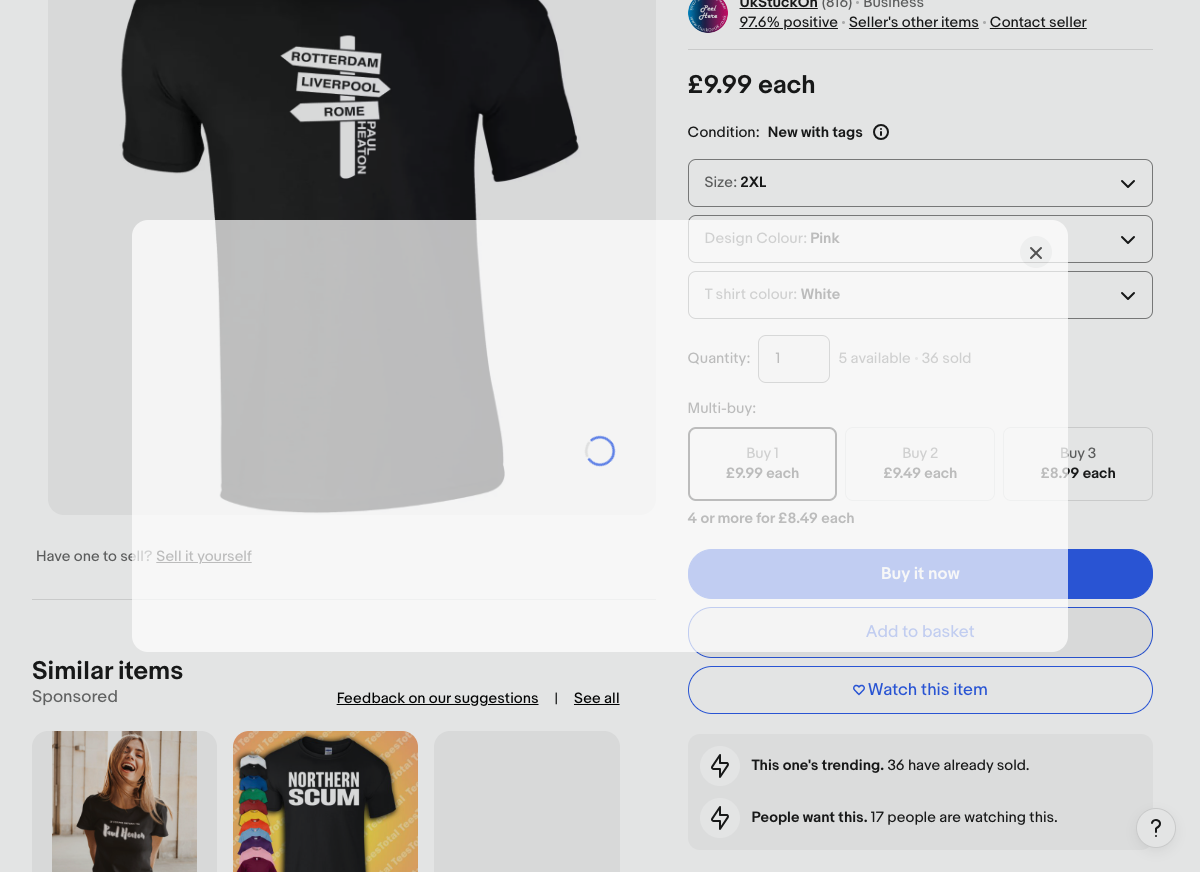 UkStuckOn (816) · Business
97.6% positive · Seller's other items · Contact seller
Peel
Here
ROTTERDAM
LIVERPOOL
ROME
PAUL
HEATON
£9.99 each
Condition: New with tags
Size: 2XL
Design Colour: Pink
T shirt colour: White
Quantity: 1 5 available · 36 sold
Multi-buy:
Buy 1
£9.99 each
Buy 2
£9.49 each
Buy 3
£8.99 each
4 or more for £8.49 each
Buy it now
Add to basket
Watch this item
This one's trending. 36 have already sold.
People want this. 17 people are watching this.
?
Have one to sell? Sell it yourself
Similar items
Sponsored
Feedback on our suggestions | See all
Paul Heaton
NORTHERN
SCUM